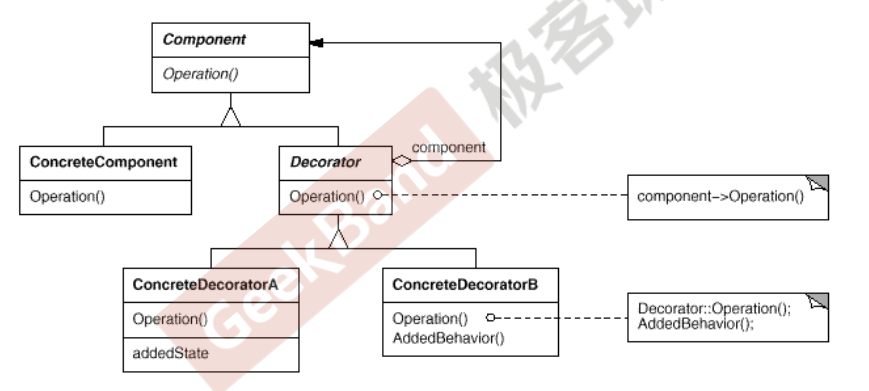 Component
Operation()
component
ConcreteComponent
Operation()
Decorator
Operation()
component->Operation()
ConcreteDecoratorA
Operation()
addedState
ConcreteDecoratorB
Operation()
AddedBehavior()
Decorator::Operation();
AddedBehavior();
GeekBand
极客